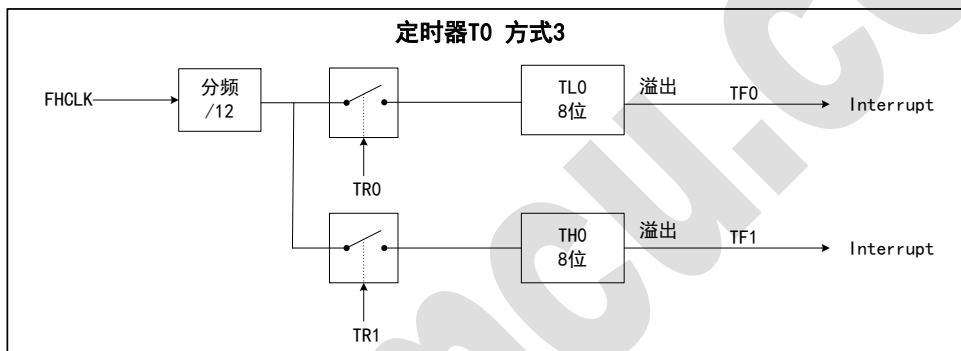 定时器T0 方式3
FHCLK
分频
/12
TR0
TL0
8位
溢出
TF0
Interrupt
TR1
TH0
8位
溢出
TF1
Interrupt